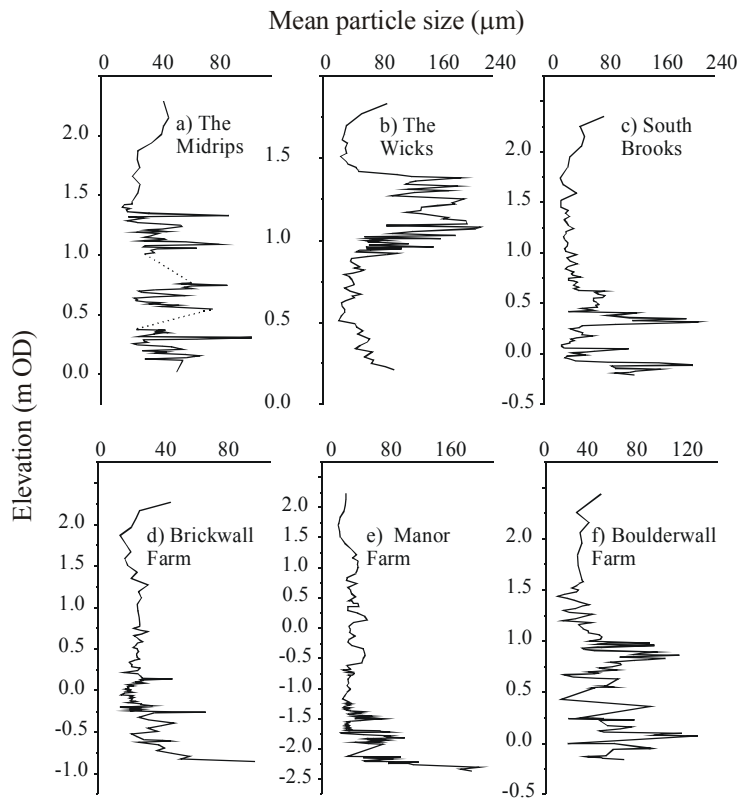 Mean particle size (µm)
0 40 80
0 80 160 240
0 80 160 240
a) The
Midrips
b) The
Wicks
c) South
Brooks
2.0
1.5
1.0
0.5
0.0
1.5
1.0
0.5
0.0
2.0
1.5
1.0
0.5
0.0
-0.5
Elevation (m OD)
0 40 80
0 80 160
0 40 80 120
d) Brickwall
Farm
e) Manor
Farm
f) Boulderwall
Farm
2.0
1.5
1.0
0.5
0.0
-0.5
-1.0
2.0
1.5
1.0
0.5
0.0
-0.5
-1.0
-1.5
-2.0
-2.5
2.0
1.5
1.0
0.5
0.0
-0.5